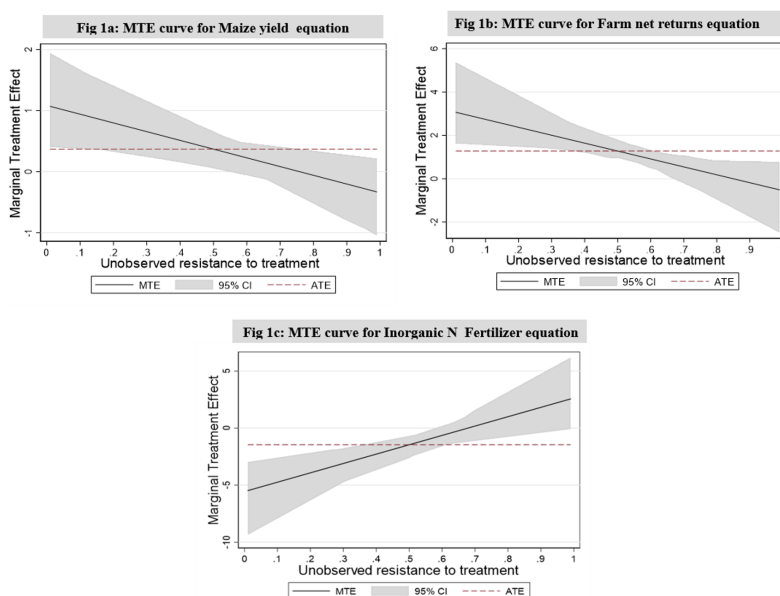 Fig 1a: MTE curve for Maize yield equation
Marginal Treatment Effect
2
1
0
-1
0 .1 .2 .3 .4 .5 .6 .7 .8 .9 1
Unobserved resistance to treatment
MTE 95% CI ATE
Fig 1b: MTE curve for Farm net returns equation
Marginal Treatment Effect
6
4
2
0
-2
0 .1 .2 .3 .4 .5 .6 .7 .8 .9
Unobserved resistance to treatment
MTE 95% CI ATE
Fig 1c: MTE curve for Inorganic N Fertilizer equation
Marginal Treatment Effect
5
0
-5
-10
0 .1 .2 .3 .4 .5 .6 .7 .8 .9 1
Unobserved resistance to treatment
MTE 95% CI ATE